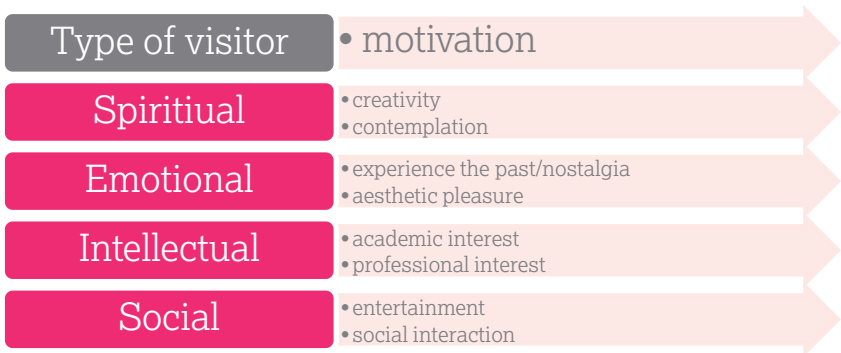 Type of visitor
• motivation
Spiritiual
•creativity
•contemplation
Emotional
•experience the past/nostalgia
•aesthetic pleasure
Intellectual
•academic interest
•professional interest
Social
•entertainment
•social interaction